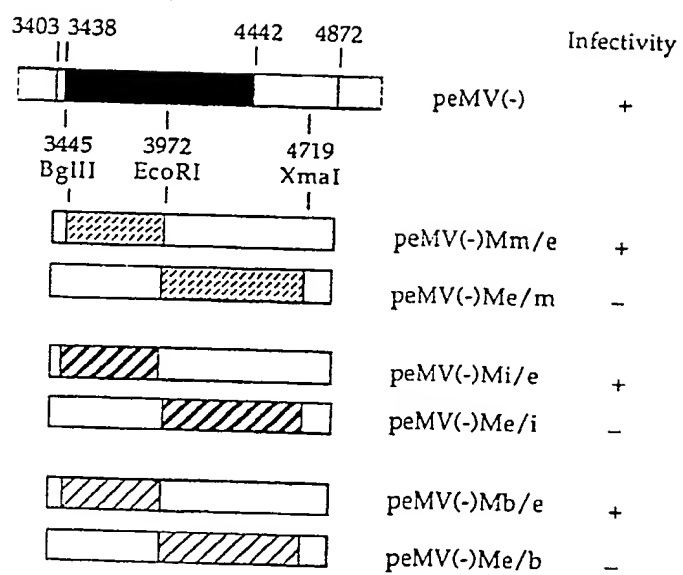 3403 3438 4442 4872 Infectivity
peMV(-) +
3445 3972 4719
BglII EcoRI XmaI
peMV(-)Mm/e +
peMV(-)Me/m –
peMV(-)Mi/e +
peMV(-)Me/i –
peMV(-)Mb/e +
peMV(-)Me/b –